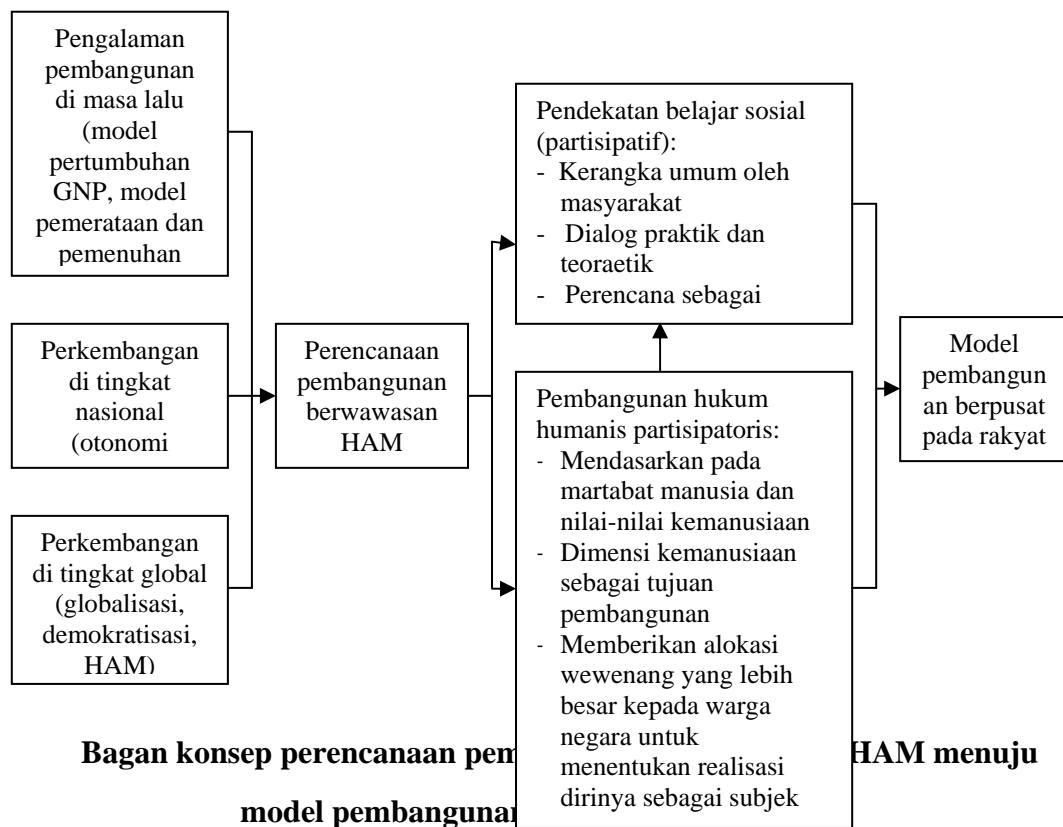 Pengalaman
pembangunan
di masa lalu
(model
pertumbuhan
GNP, model
pemerataan dan
pemenuhan
Perkembangan
di tingkat
nasional
(otonomi
Perkembangan
di tingkat global
(globalisasi,
demokratisasi,
HAM)
Perencanaan
pembangunan
berwawasan
HAM
Pendekatan belajar sosial
(partisipatif):
- Kerangka umum oleh
masyarakat
- Dialog praktik dan
teoraetik
- Perencana sebagai
Pembangunan hukum
humanis partisipatoris:
- Mendasarkan pada
martabat manusia dan
nilai-nilai kemanusiaan
- Dimensi kemanusiaan
sebagai tujuan
pembangunan
- Memberikan alokasi
wewenang yang lebih
besar kepada warga
negara untuk
menentukan realisasi
dirinya sebagai subjek
Model
pembangun
an berpusat
pada rakyat
Bagan konsep perencanaan pem HAM menuju
model pembangunan